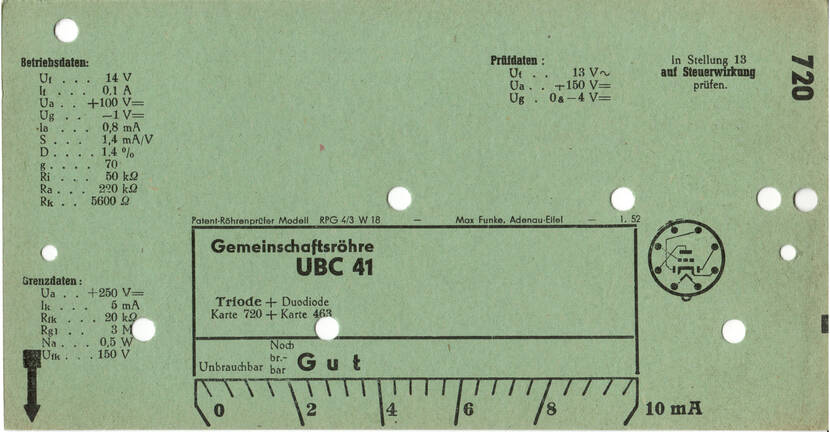 Betriebsdaten:
Uf . . . 14 V
If . . . 0,1 A
Ua . . +100 V=
Ug . . . —1 V=
Ia . . . 0,8 mA
S . . . 1,4 mA/V
D . . . . 1,4 %
g . . . . 70
Ri . . . 50 kΩ
Ra . . . 220 kΩ
Rk . . 5600 Ω
Prüfdaten :
Uf . . 13 V~
Ua . . +150 V=
Ug . 0 & —4 V=
in Stellung 13
auf Steuerwirkung
prüfen.
720
Patent-Röhrenprüfer Modell RPG 4/3 W 18 — Max Funke, Adenau-Eifel — 1. 52
Gemeinschaftsröhre
UBC 41
Triode + Duodiode
Karte 720 + Karte 463
Grenzdaten :
Ua . . +250 V=
Ik . . . 5 mA
Rfk . . . 20 kΩ
Rg1 . . 3 M
Na . . . 0,5 W
Ufk . . 150 V
Unbrauchbar
Noch
br.-
bar
Gut
0 2 4 6 8 10 mA